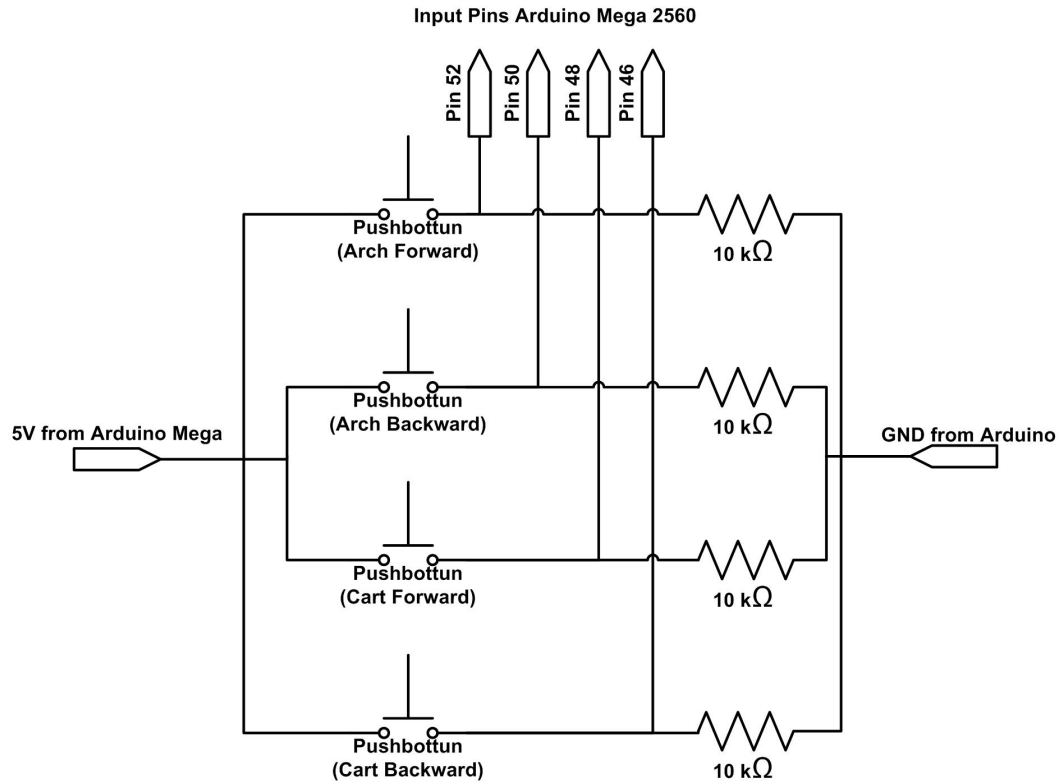 Input Pins Arduino Mega 2560
Pin 52
Pin 50
Pin 48
Pin 46
Pushbottun
(Arch Forward)
10 kΩ
Pushbottun
(Arch Backward)
10 kΩ
5V from Arduino Mega
GND from Arduino
Pushbottun
(Cart Forward)
10 kΩ
Pushbottun
(Cart Backward)
10 kΩ